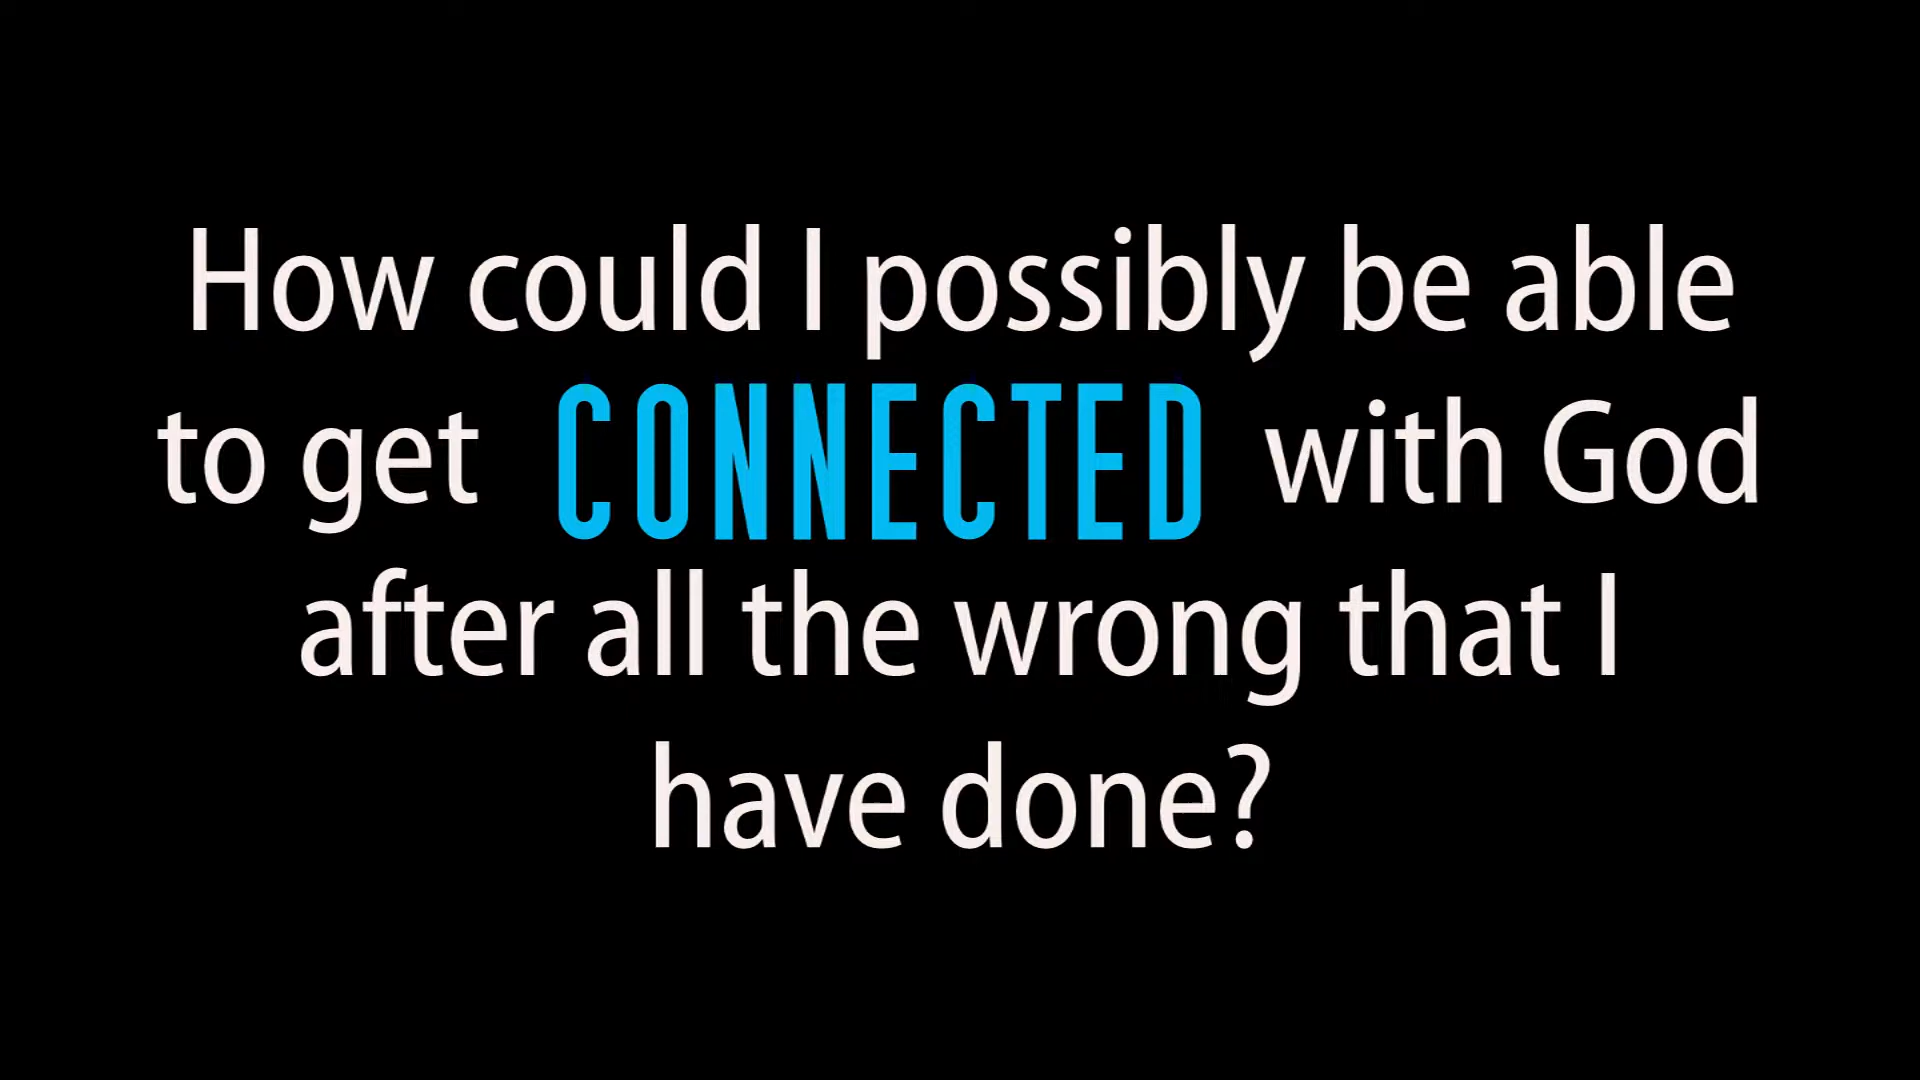 How could I possibly be able
to get CONNECTED with God
after all the wrong that I
have done?